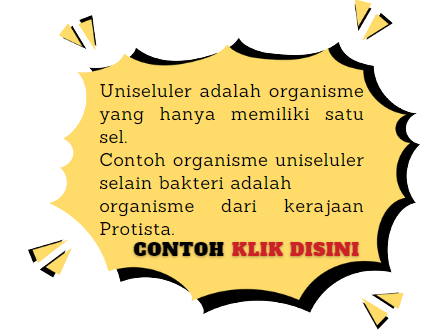 Uniseluler adalah organisme
yang hanya memiliki satu
sel.
Contoh organisme uniseluler
selain bakteri adalah
organisme dari kerajaan
Protista.
CONTOH KLIK DISINI